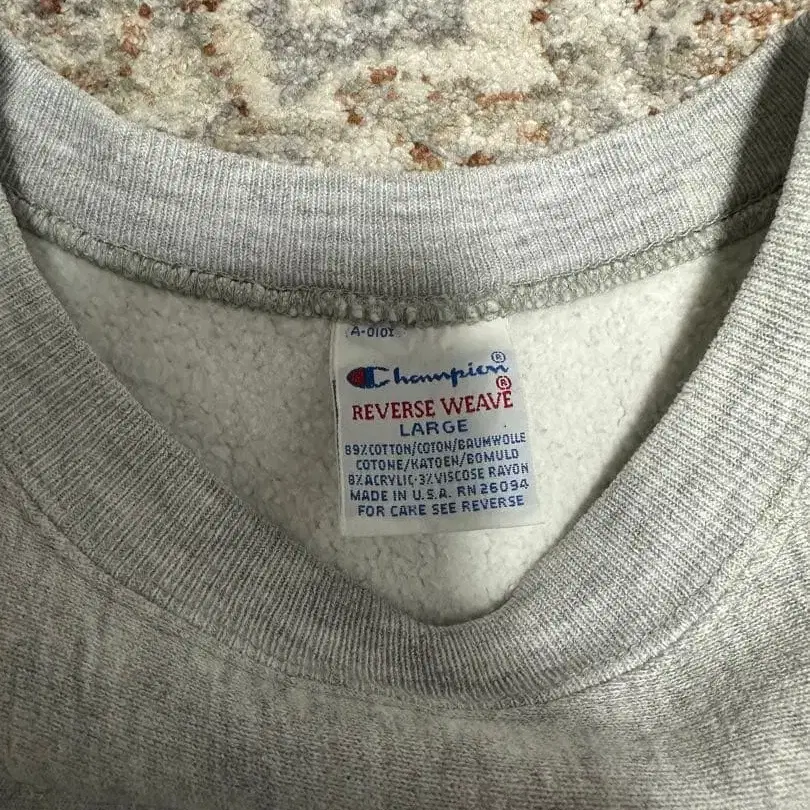 A-0101
Champion®
REVERSE WEAVE®
LARGE
89% COTTON/COTON/BAUMWOLLE
COTONE/KATOEN/BOMULD
8% ACRYLIC·3% VISCOSE RAYON
MADE IN U.S.A. RN 26094
FOR CARE SEE REVERSE